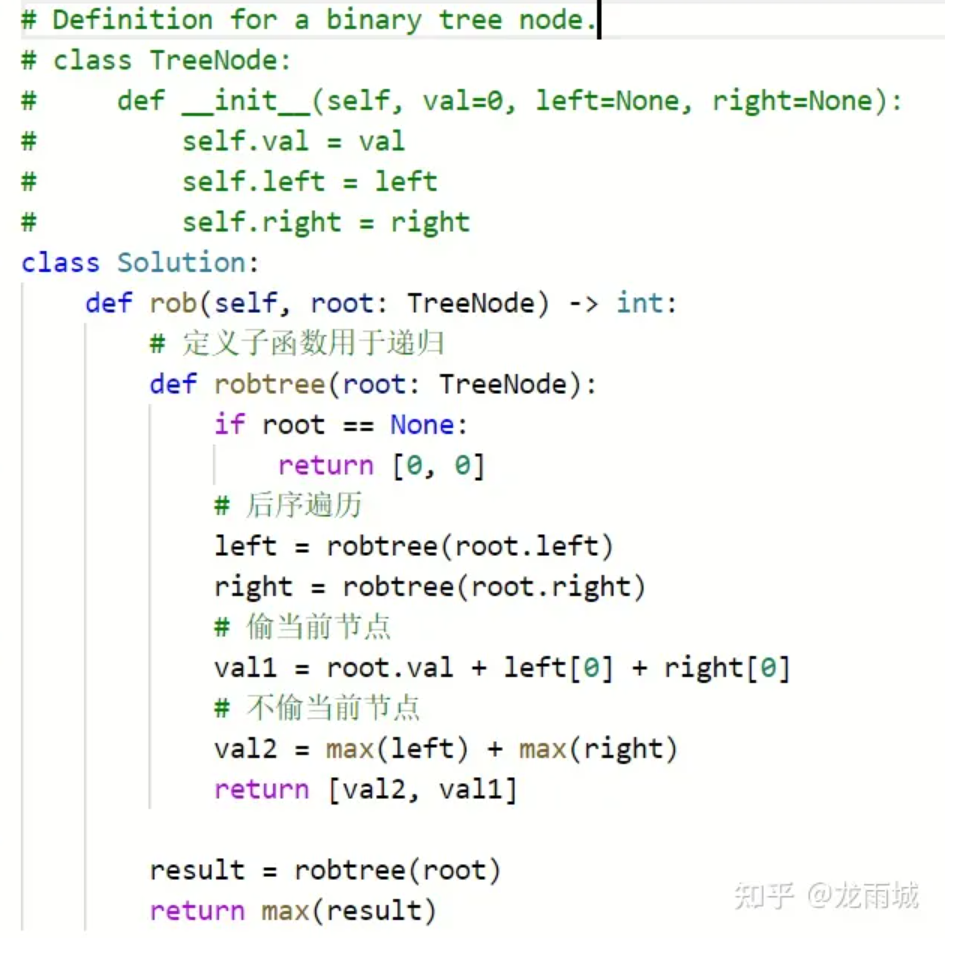 # Definition for a binary tree node.
# class TreeNode:
#     def __init__(self, val=0, left=None, right=None):
#         self.val = val
#         self.left = left
#         self.right = right
class Solution:
    def rob(self, root: TreeNode) -> int:
        # 定义子函数用于递归
        def robtree(root: TreeNode):
            if root == None:
                return [0, 0]
            # 后序遍历
            left = robtree(root.left)
            right = robtree(root.right)
            # 偷当前节点
            val1 = root.val + left[0] + right[0]
            # 不偷当前节点
            val2 = max(left) + max(right)
            return [val2, val1]

        result = robtree(root)
        return max(result)
知乎 @龙雨城